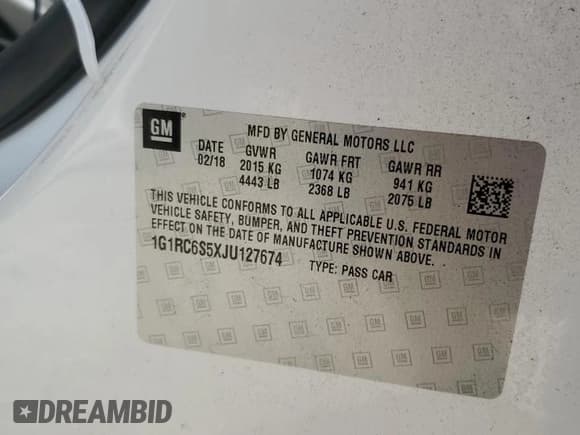 GM
MFD BY GENERAL MOTORS LLC
DATE GVWR GAWR FRT GAWR RR
02/18 2015 KG 1074 KG 941 KG
4443 LB 2368 LB 2075 LB
THIS VEHICLE CONFORMS TO ALL APPLICABLE U.S. FEDERAL MOTOR
VEHICLE SAFETY, BUMPER, AND THEFT PREVENTION STANDARDS IN
EFFECT ON THE DATE OF MANUFACTURE SHOWN ABOVE.
1G1RC6S5XJU127674
TYPE: PASS CAR
DREAMBID